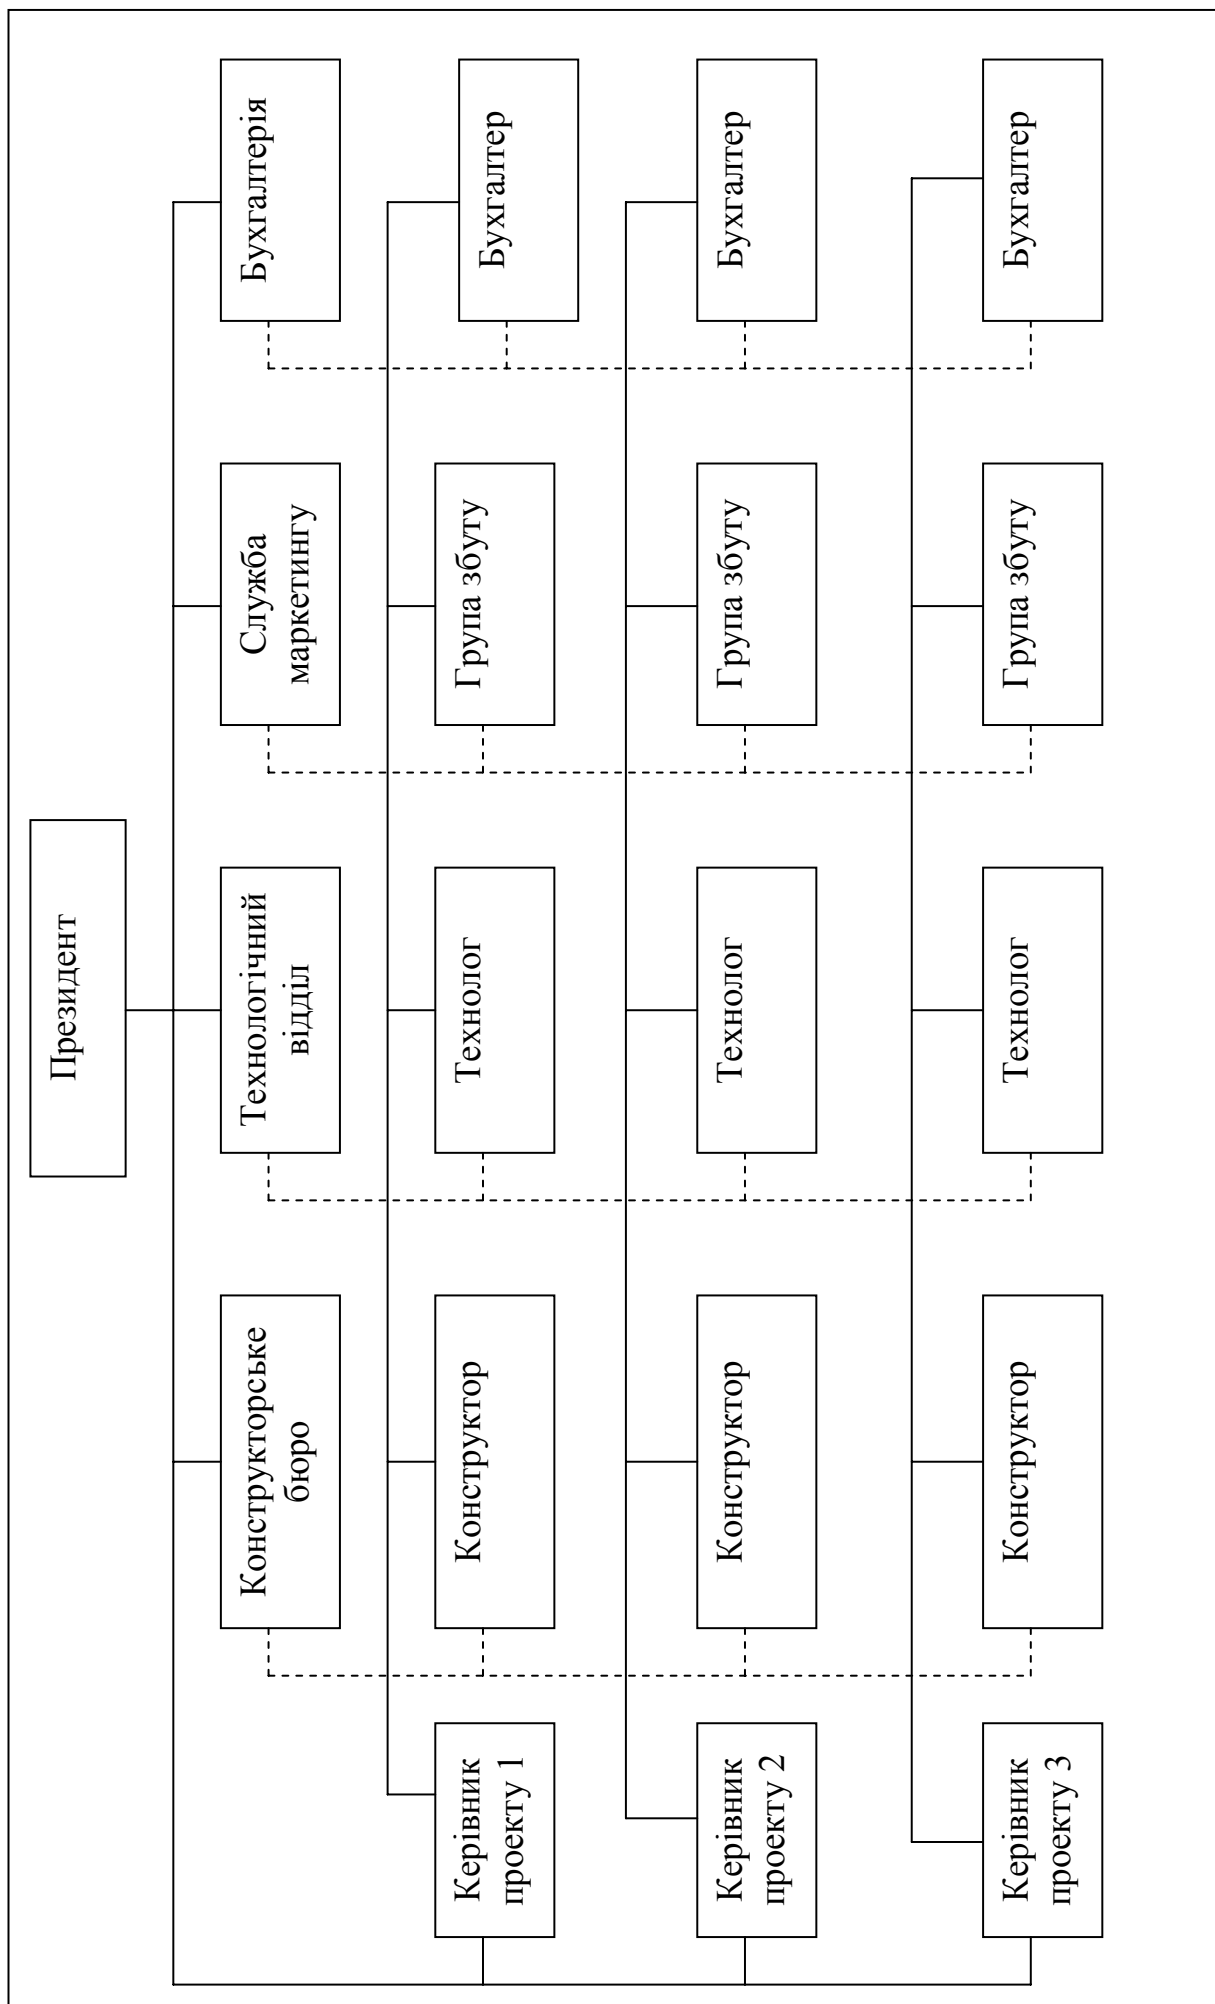 Президент
Конструкторське
бюро
Технологічний
відділ
Служба
маркетингу
Бухгалтерія
Керівник
проекту 1
Конструктор
Технолог
Група збуту
Бухгалтер
Керівник
проекту 2
Конструктор
Технолог
Група збуту
Бухгалтер
Керівник
проекту 3
Конструктор
Технолог
Група збуту
Бухгалтер